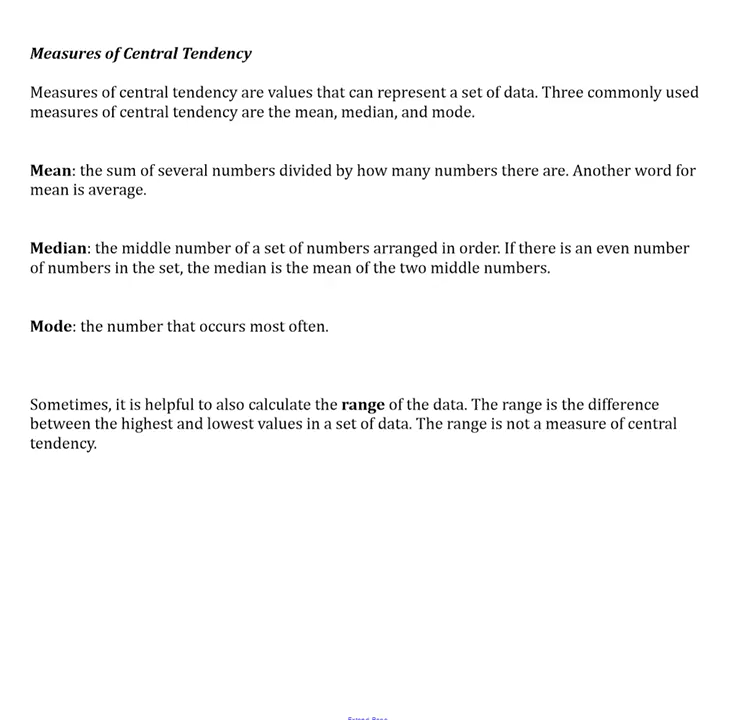 Measures of Central Tendency
Measures of central tendency are values that can represent a set of data. Three commonly used
measures of central tendency are the mean, median, and mode.
Mean: the sum of several numbers divided by how many numbers there are. Another word for
mean is average.
Median: the middle number of a set of numbers arranged in order. If there is an even number
of numbers in the set, the median is the mean of the two middle numbers.
Mode: the number that occurs most often.
Sometimes, it is helpful to also calculate the range of the data. The range is the difference
between the highest and lowest values in a set of data. The range is not a measure of central
tendency.